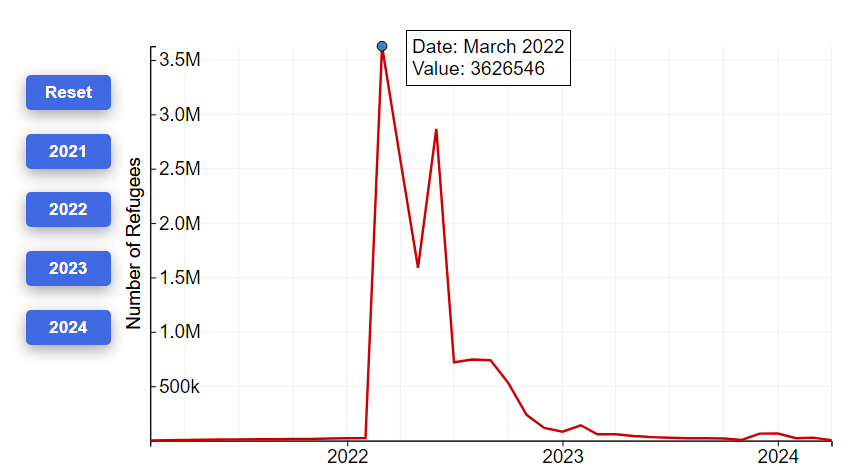 Date: March 2022
Value: 3626546
Reset
2021
2022
2023
2024
Number of Refugees
3.5M
3.0M
2.5M
2.0M
1.5M
1.0M
500k
2022
2023
2024